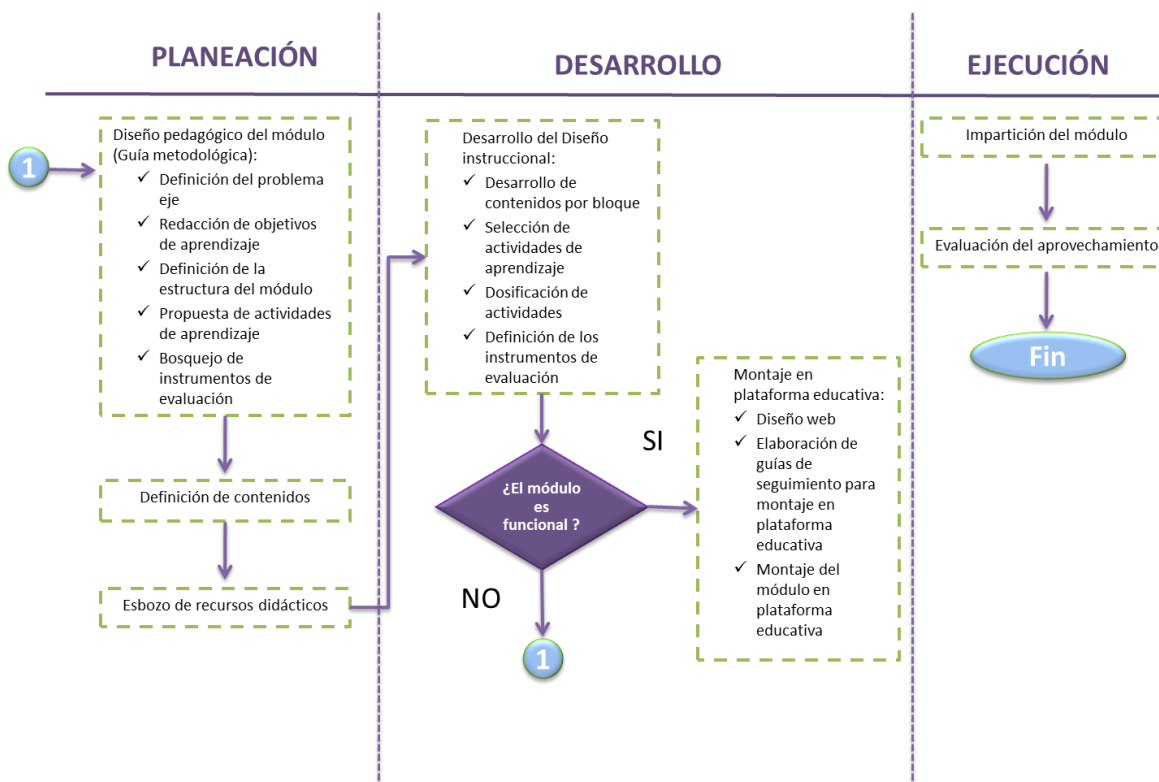 PLANEACIÓN
DESARROLLO
EJECUCIÓN
1
Diseño pedagógico del módulo
(Guía metodológica):
✓ Definición del problema
eje
✓ Redacción de objetivos
de aprendizaje
✓ Definición de la
estructura del módulo
✓ Propuesta de actividades
de aprendizaje
✓ Bosquejo de
instrumentos de
evaluación
Definición de contenidos
Esbozo de recursos didácticos
Desarrollo del Diseño
instruccional:
✓ Desarrollo de
contenidos por bloque
✓ Selección de
actividades de
aprendizaje
✓ Dosificación de
actividades
✓ Definición de los
instrumentos de
evaluación
¿El módulo
es
funcional ?
SI
NO
1
Montaje en
plataforma educativa:
✓ Diseño web
✓ Elaboración de
guías de
seguimiento para
montaje en
plataforma
educativa
✓ Montaje del
módulo en
plataforma
educativa
Impartición del módulo
Evaluación del aprovechamiento
Fin